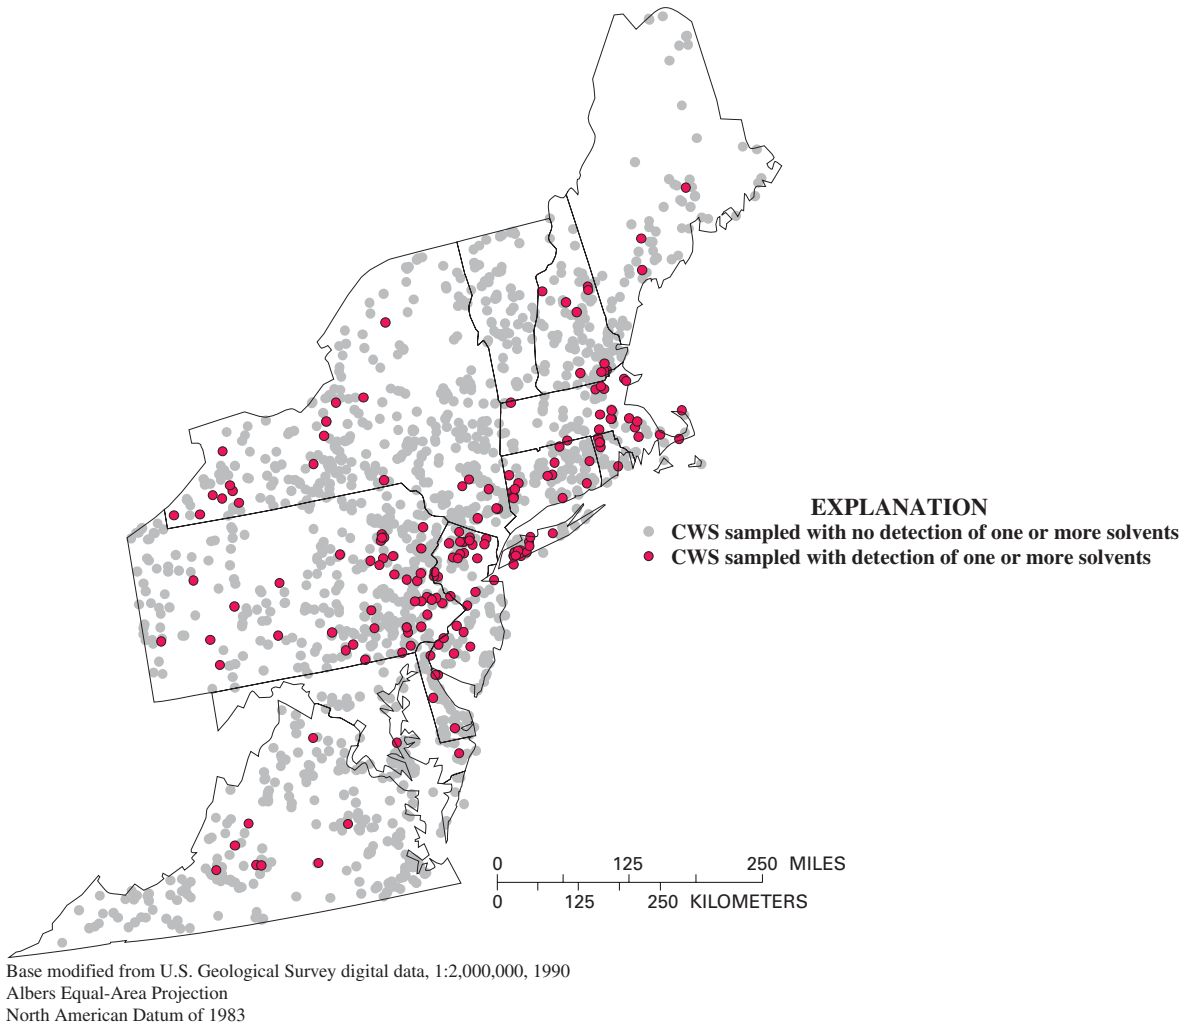 EXPLANATION
CWS sampled with no detection of one or more solvents
CWS sampled with detection of one or more solvents
0 125 250 MILES
0 125 250 KILOMETERS
Base modified from U.S. Geological Survey digital data, 1:2,000,000, 1990
Albers Equal-Area Projection
North American Datum of 1983